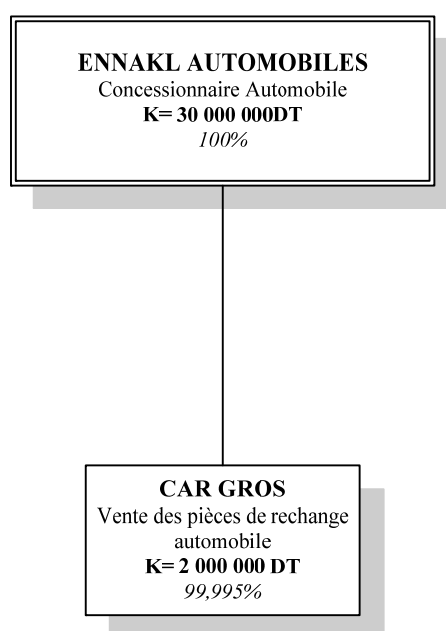 ENNAKL AUTOMOBILES
Concessionnaire Automobile
K= 30 000 000DT
100%
CAR GROS
Vente des pièces de rechange
automobile
K= 2 000 000 DT
99,995%